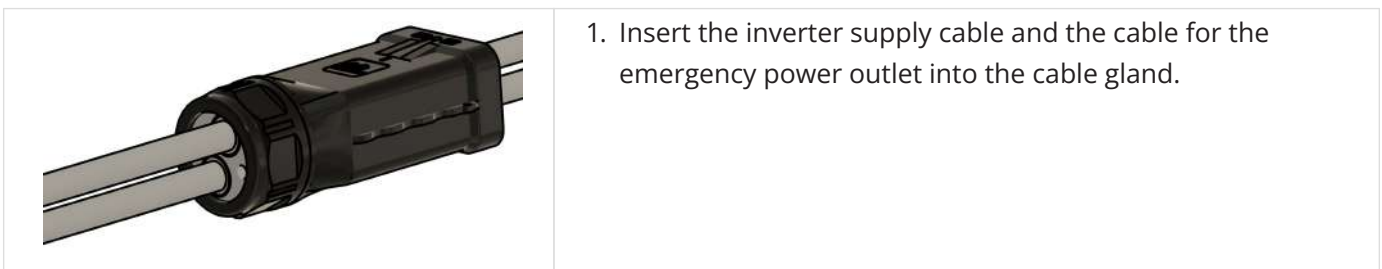 1. Insert the inverter supply cable and the cable for the
emergency power outlet into the cable gland.